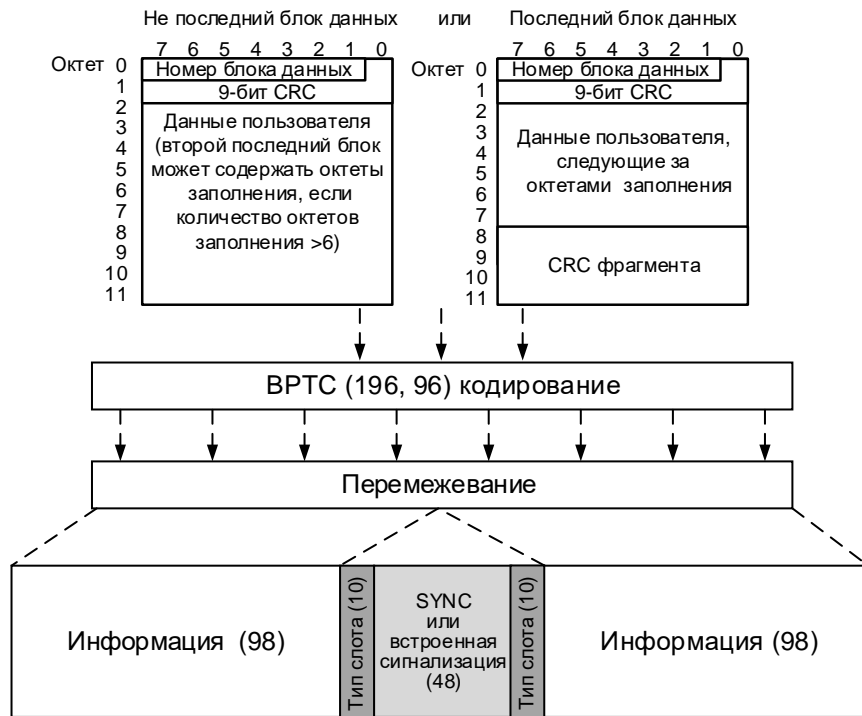 Не последний блок данных или Последний блок данных
7 6 5 4 3 2 1 0
Октет 0
1
2
3
4
5
6
7
8
9
10
11
Номер блока данных
9-бит CRC
Данные пользователя
(второй последний блок
может содержать октеты
заполнения, если
количество октетов
заполнения >6)
7 6 5 4 3 2 1 0
Октет 0
1
2
3
4
5
6
7
8
9
10
11
Номер блока данных
9-бит CRC
Данные пользователя,
следующие за
октетами заполнения
CRC фрагмента
BPTC (196, 96) кодирование
Перемежевание
Информация (98)
Тип слота (10)
SYNC
или
встроенная
сигнализация
(48)
Тип слота (10)
Информация (98)